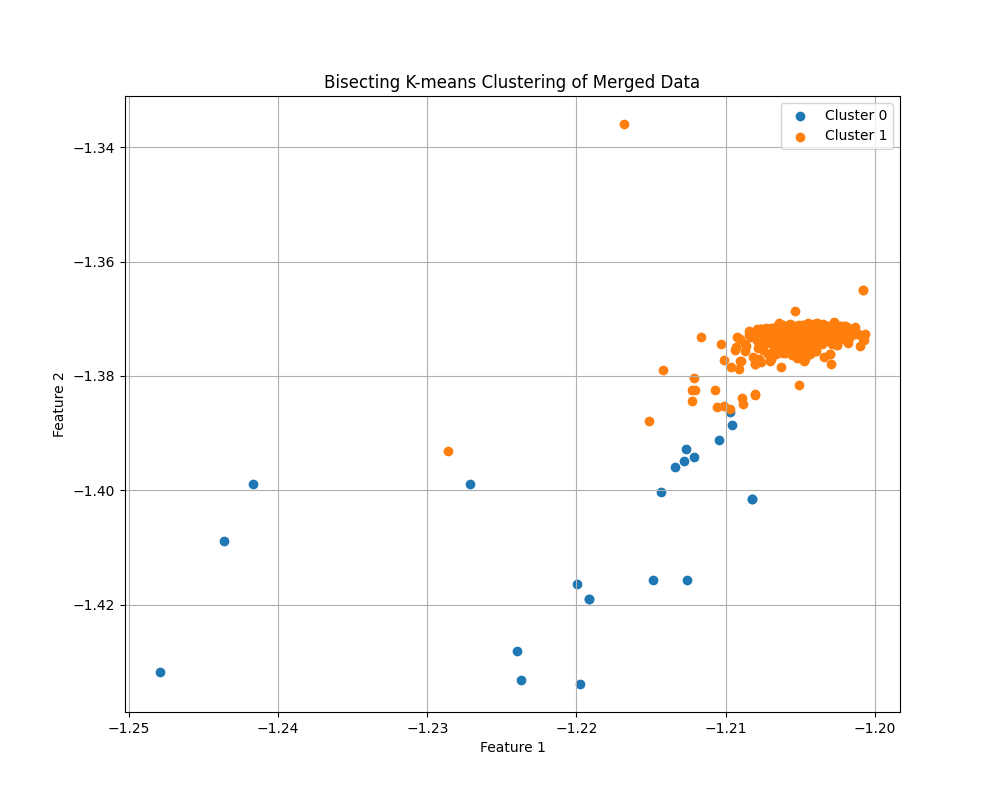 Bisecting K-means Clustering of Merged Data
Cluster 0
Cluster 1
Feature 2
−1.34
−1.36
−1.38
−1.40
−1.42
−1.25
−1.24
−1.23
−1.22
−1.21
−1.20
Feature 1